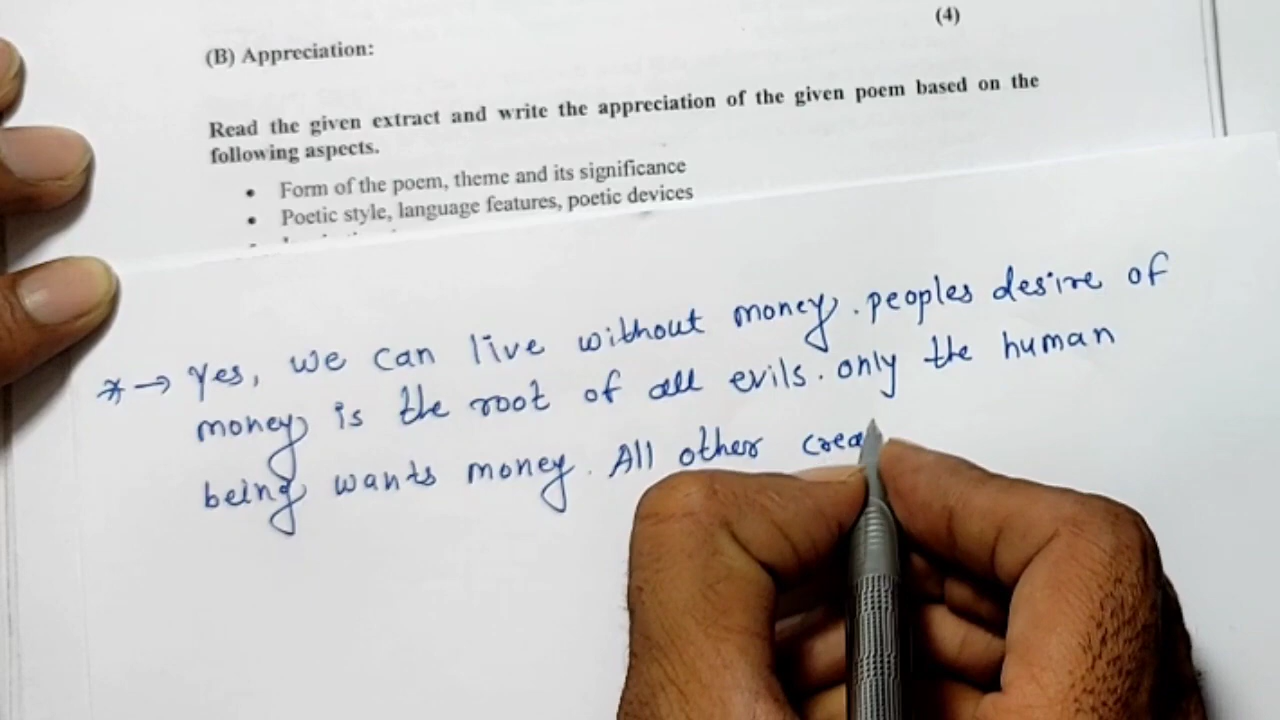 (4)
(B) Appreciation:
Read the given extract and write the appreciation of the given poem based on the
following aspects.
• Form of the poem, theme and its significance
• Poetic style, language features, poetic devices
* → Yes, we can live without money. peoples desire of
money is the root of all evils. only the human
being wants money. All other crea